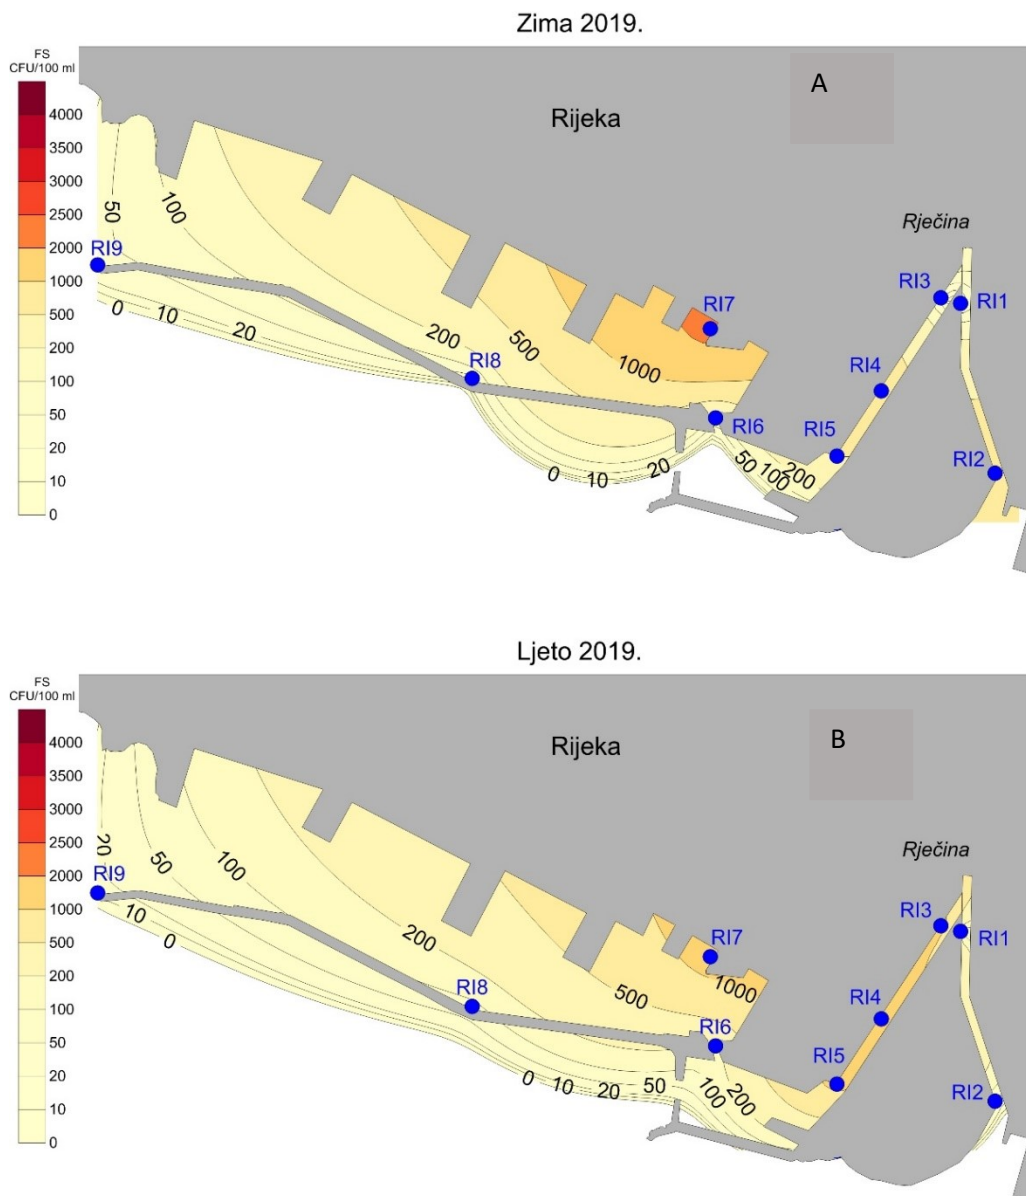 Zima 2019.
FS
CFU/100 ml
4000
3500
3000
2500
2000
1000
500
200
100
50
20
10
0
A
Rijeka
Rječina
50
100
RI9
0
10
20
200
500
1000
RI8
RI7
RI6
0
10
20
50
100
200
RI5
RI4
RI3
RI1
RI2
Ljeto 2019.
FS
CFU/100 ml
4000
3500
3000
2500
2000
1000
500
200
100
50
20
10
0
B
Rijeka
Rječina
20
50
100
RI9
10
0
200
500
1000
RI8
RI7
RI6
0
10
20
50
100
200
RI5
RI4
RI3
RI1
RI2